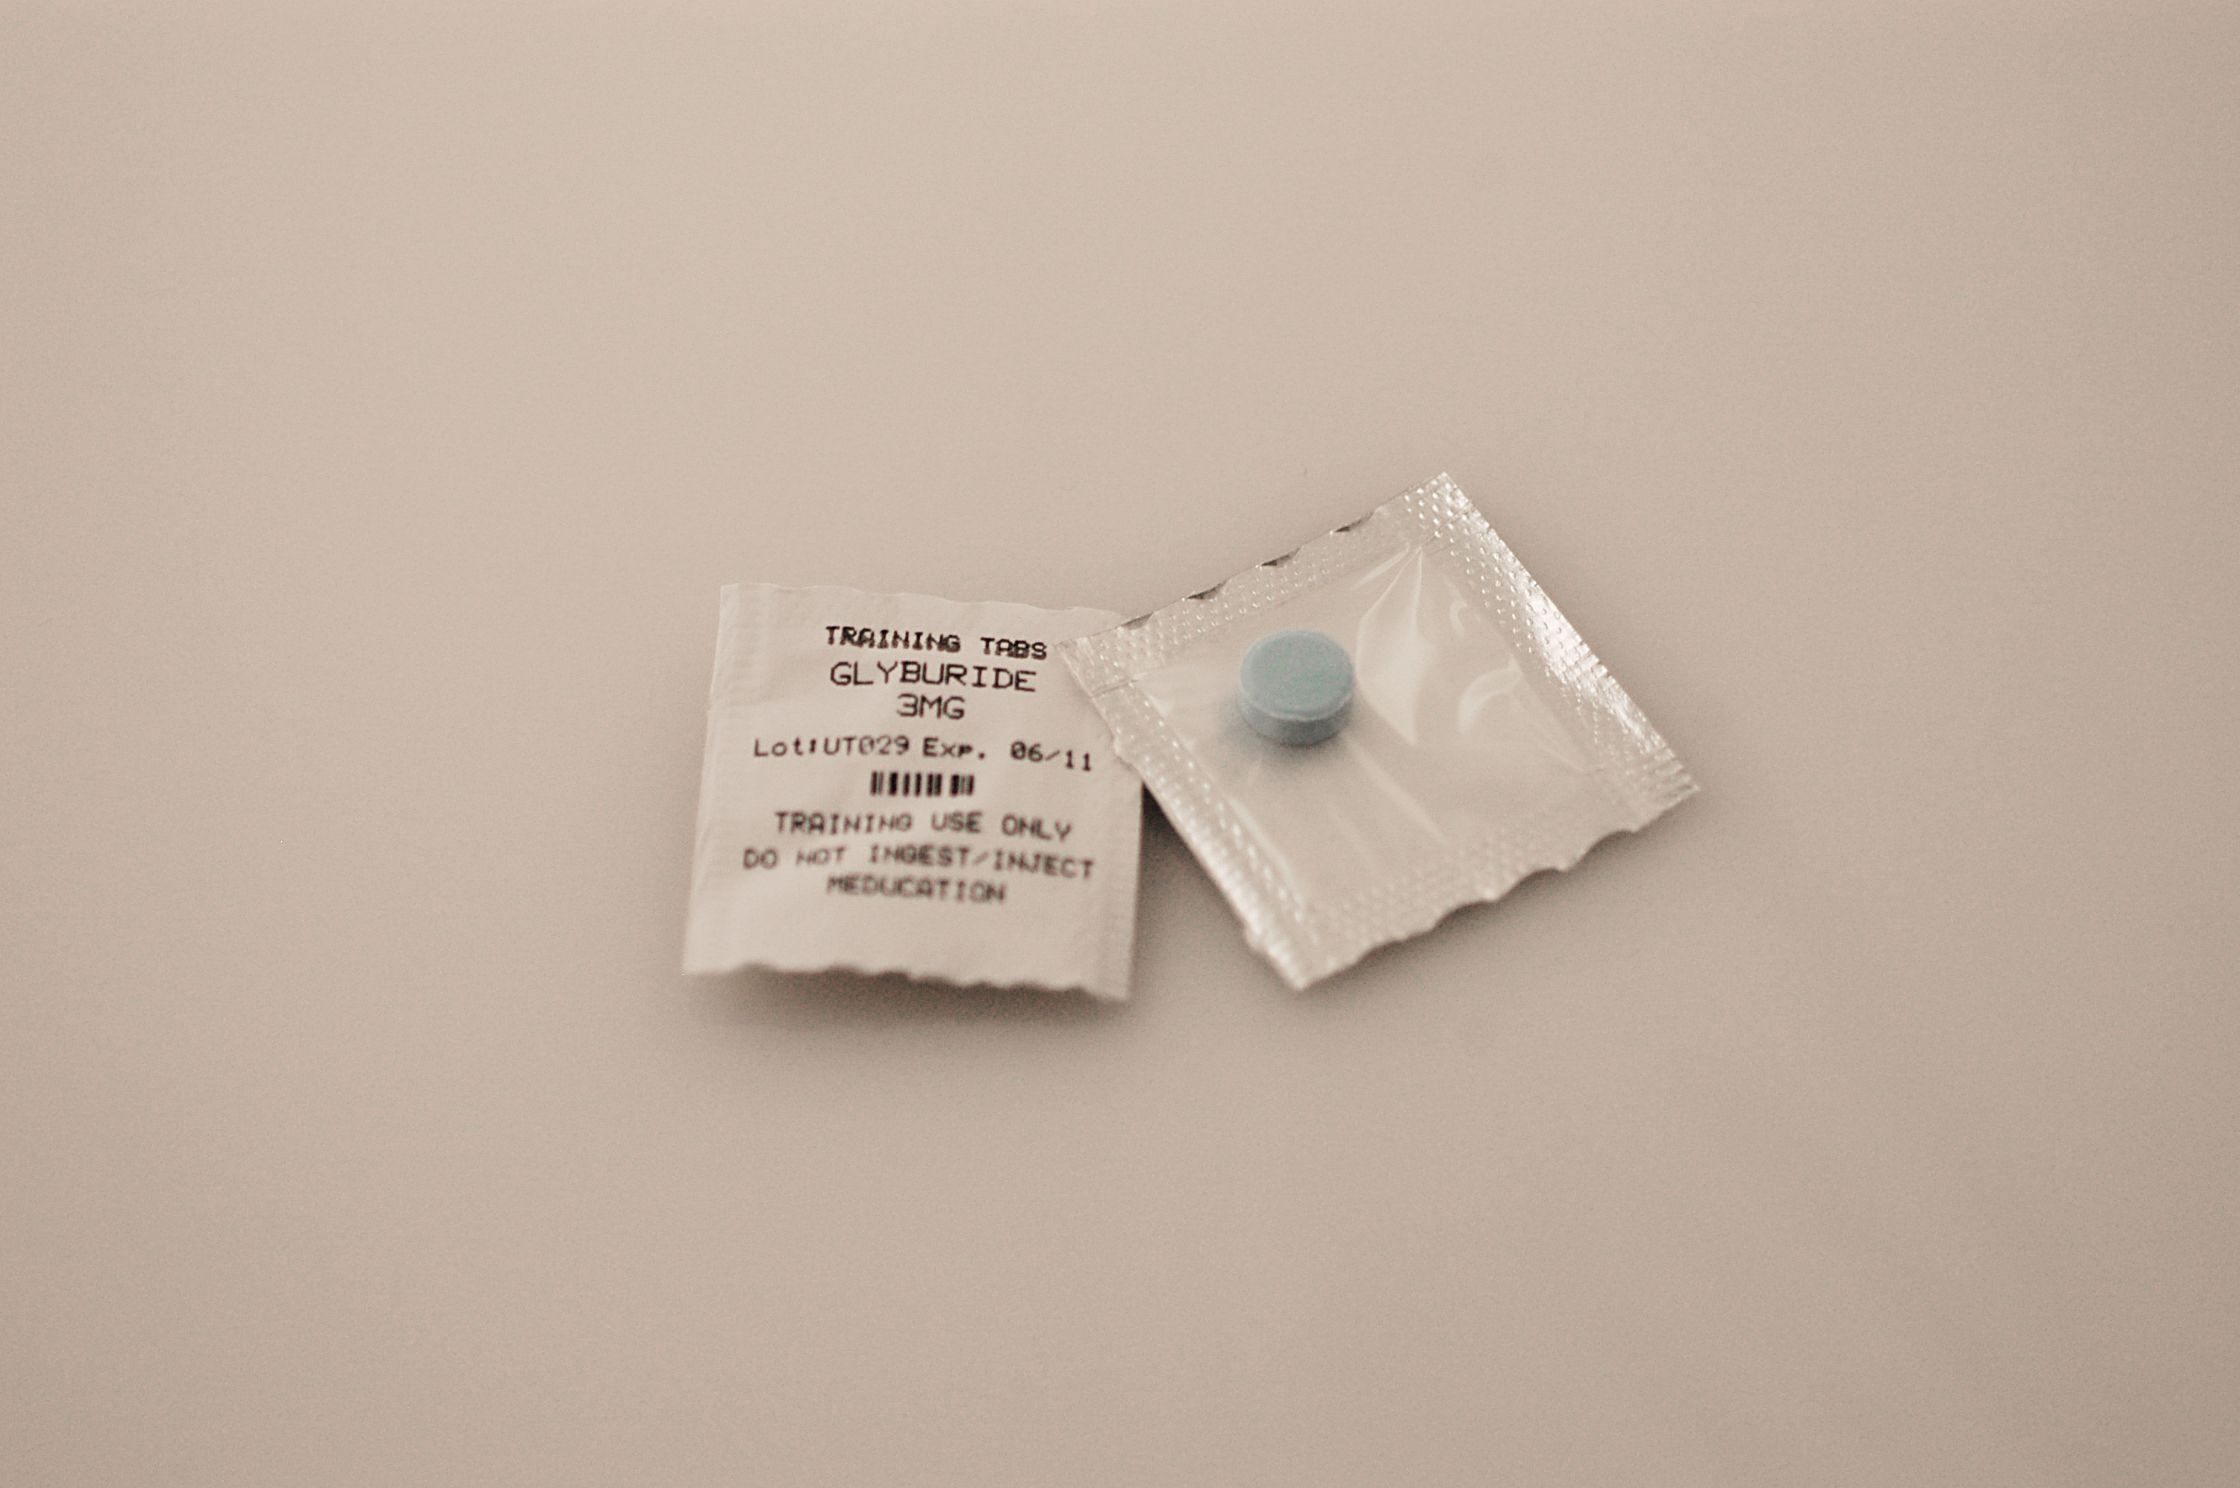 TRAINING TABS
GLYBURIDE
3MG
Lot:UT029 Exp. 06/11
TRAINING USE ONLY
DO NOT INGEST/INJECT
MEDUCATION